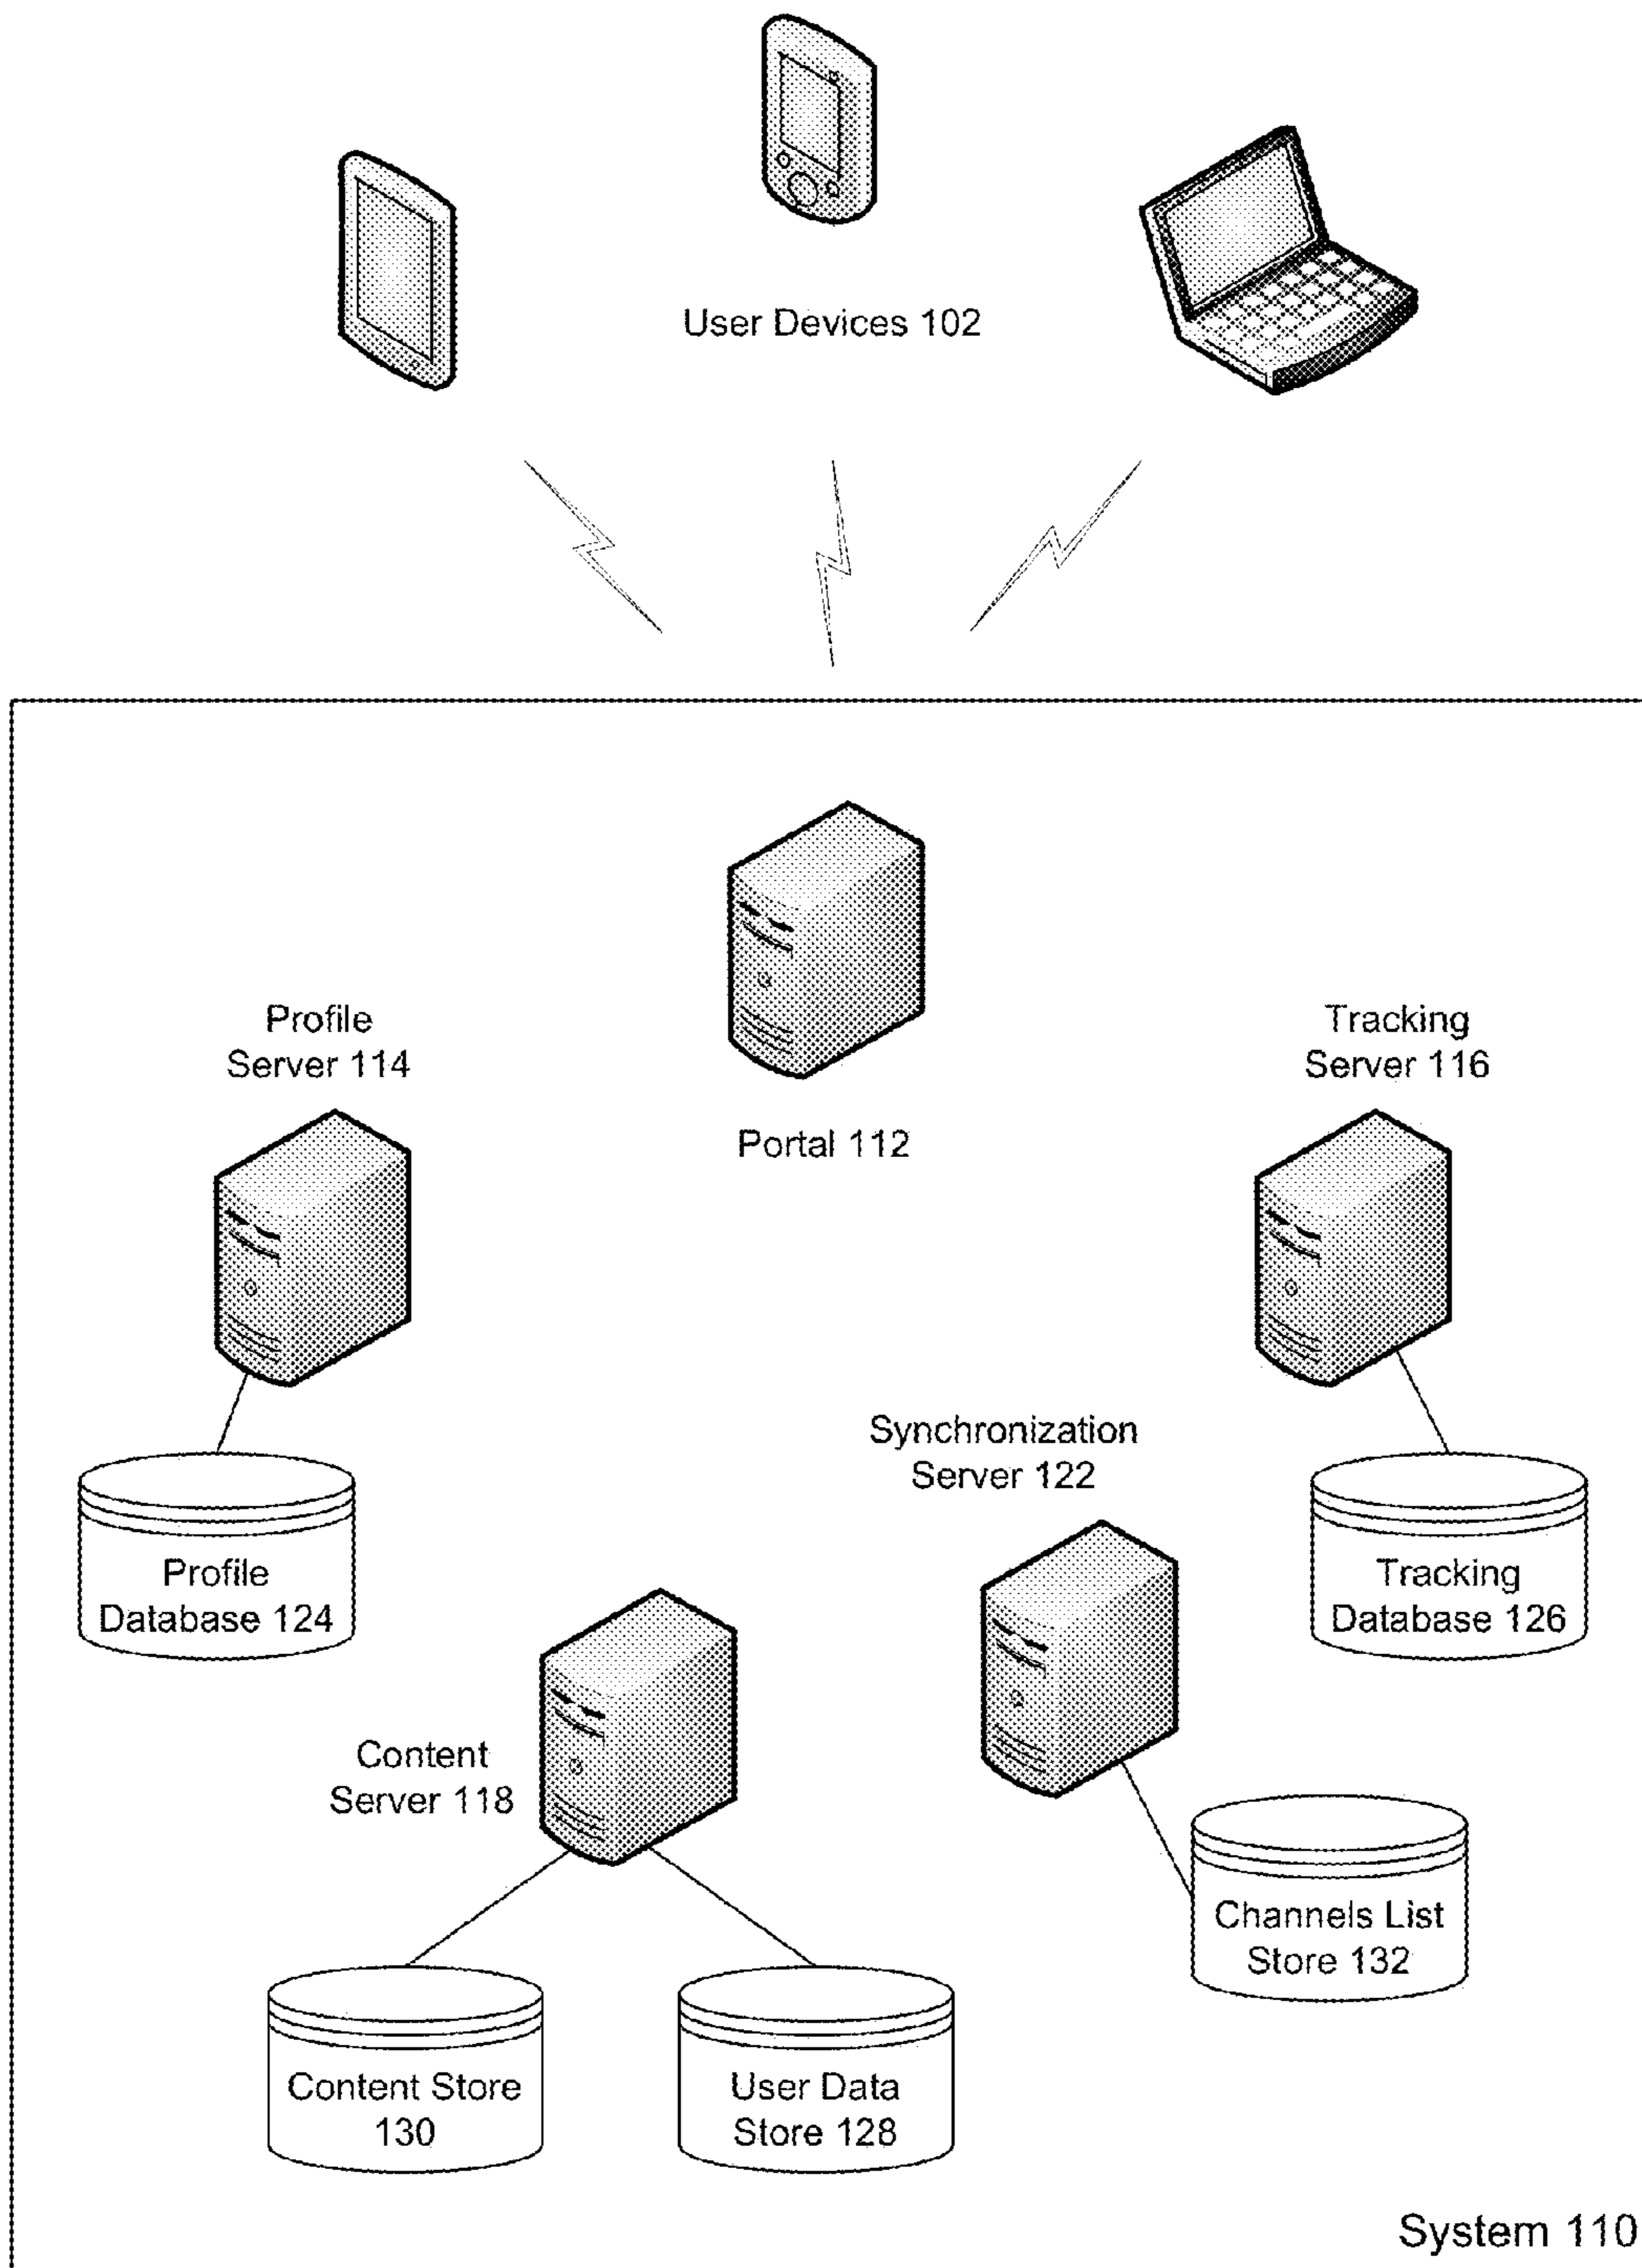 User Devices 102
Profile
Server 114
Tracking
Server 116
Portal 112
Synchronization
Server 122
Profile
Database 124
Tracking
Database 126
Content
Server 118
Channels List
Store 132
Content Store
130
User Data
Store 128
System 110